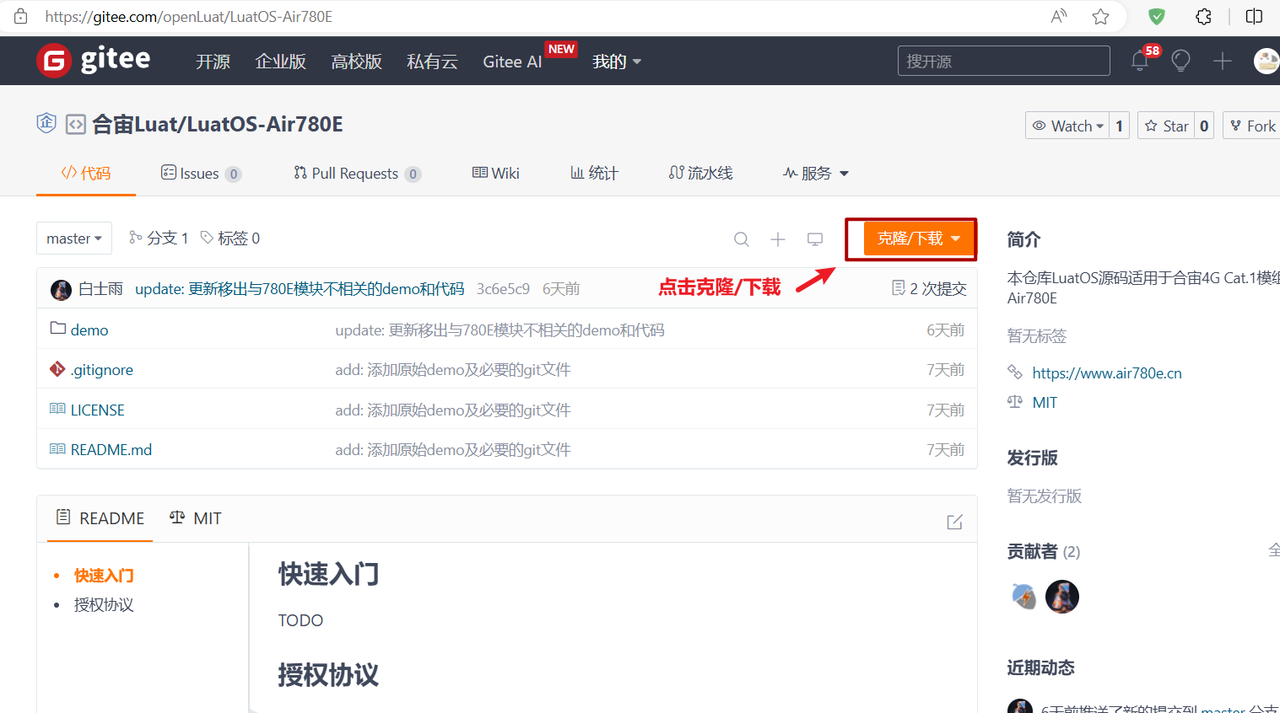 https://gitee.com/openLuat/LuatOS-Air780E
gitee 开源 企业版 高校版 私有云 Gitee AI NEW 我的 搜开源 58
合宙Luat/LuatOS-Air780E Watch 1 Star 0 Fork
代码 Issues 0 Pull Requests 0 Wiki 统计 流水线 服务
master 分支 1 标签 0 克隆/下载
点击克隆/下载
白士雨 update: 更新移出与780E模块不相关的demo和代码 3c6e5c9 6天前 2 次提交
demo update: 更新移出与780E模块不相关的demo和代码 6天前
.gitignore add: 添加原始demo及必要的git文件 7天前
LICENSE add: 添加原始demo及必要的git文件 7天前
README.md add: 添加原始demo及必要的git文件 7天前
README MIT
快速入门
授权协议
快速入门
TODO
授权协议
简介
本仓库LuatOS源码适用于合宙4G Cat.1模组
Air780E
暂无标签
https://www.air780e.cn
MIT
发行版
暂无发行版
贡献者 (2) 全
近期动态
6天前推送了新的提交到 master 分支